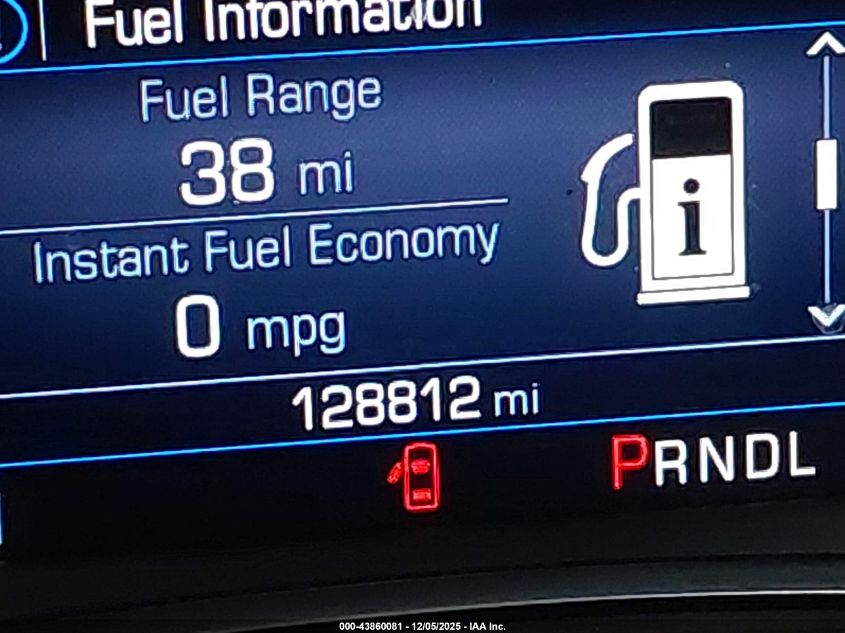 Fuel Information
Fuel Range
38 mi
Instant Fuel Economy
0 mpg
i
128812 mi
PRNDL
000-43860081 - 12/05/2025 - IAA Inc.